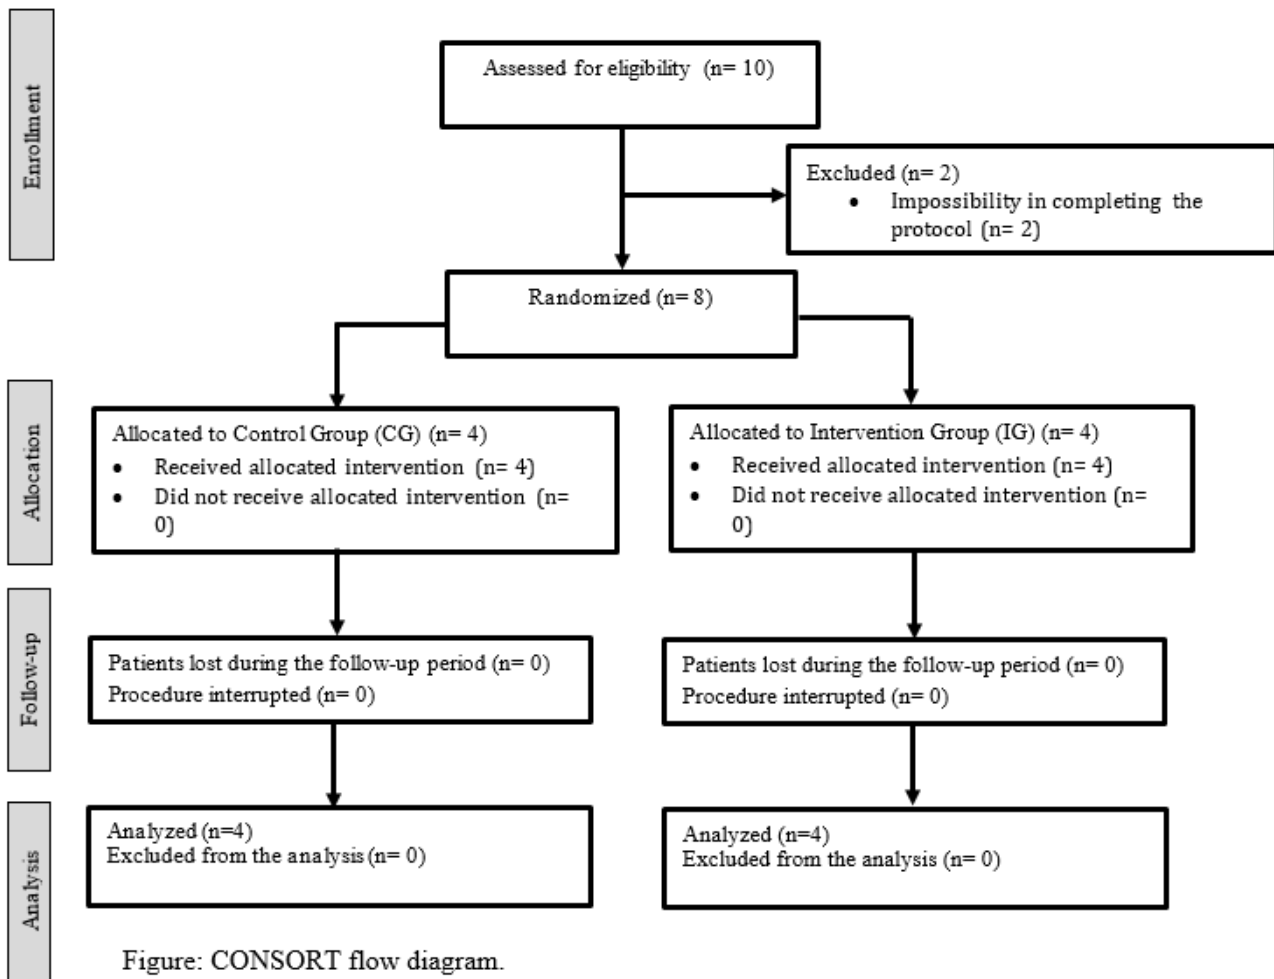 Enrollment
Assessed for eligibility (n= 10)
Excluded (n= 2)
• Impossibility in completing the
protocol (n= 2)
Randomized (n= 8)
Allocation
Allocated to Control Group (CG) (n= 4)
• Received allocated intervention (n= 4)
• Did not receive allocated intervention (n=
0)
Allocated to Intervention Group (IG) (n= 4)
• Received allocated intervention (n= 4)
• Did not receive allocated intervention (n=
0)
Follow-up
Patients lost during the follow-up period (n= 0)
Procedure interrupted (n= 0)
Patients lost during the follow-up period (n= 0)
Procedure interrupted (n= 0)
Analysis
Analyzed (n=4)
Excluded from the analysis (n= 0)
Analyzed (n=4)
Excluded from the analysis (n= 0)
Figure: CONSORT flow diagram.